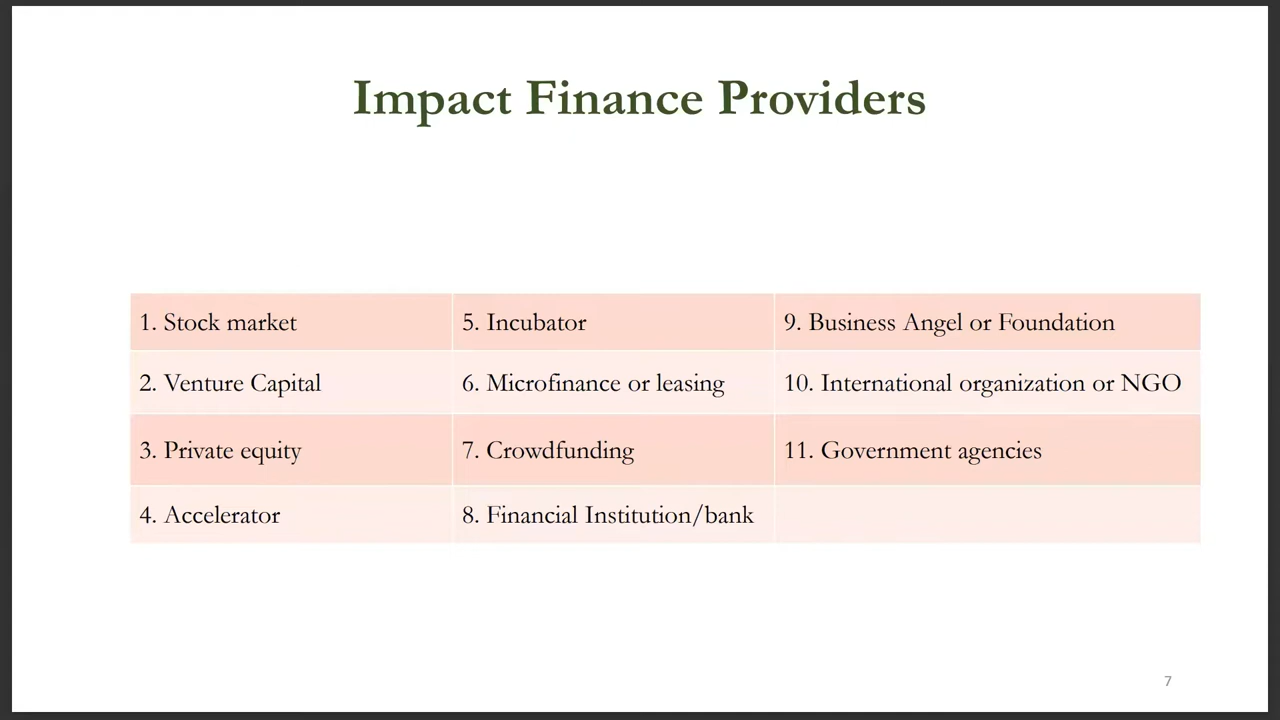 Impact Finance Providers
1. Stock market
5. Incubator
9. Business Angel or Foundation
2. Venture Capital
6. Microfinance or leasing
10. International organization or NGO
3. Private equity
7. Crowdfunding
11. Government agencies
4. Accelerator
8. Financial Institution/bank
7